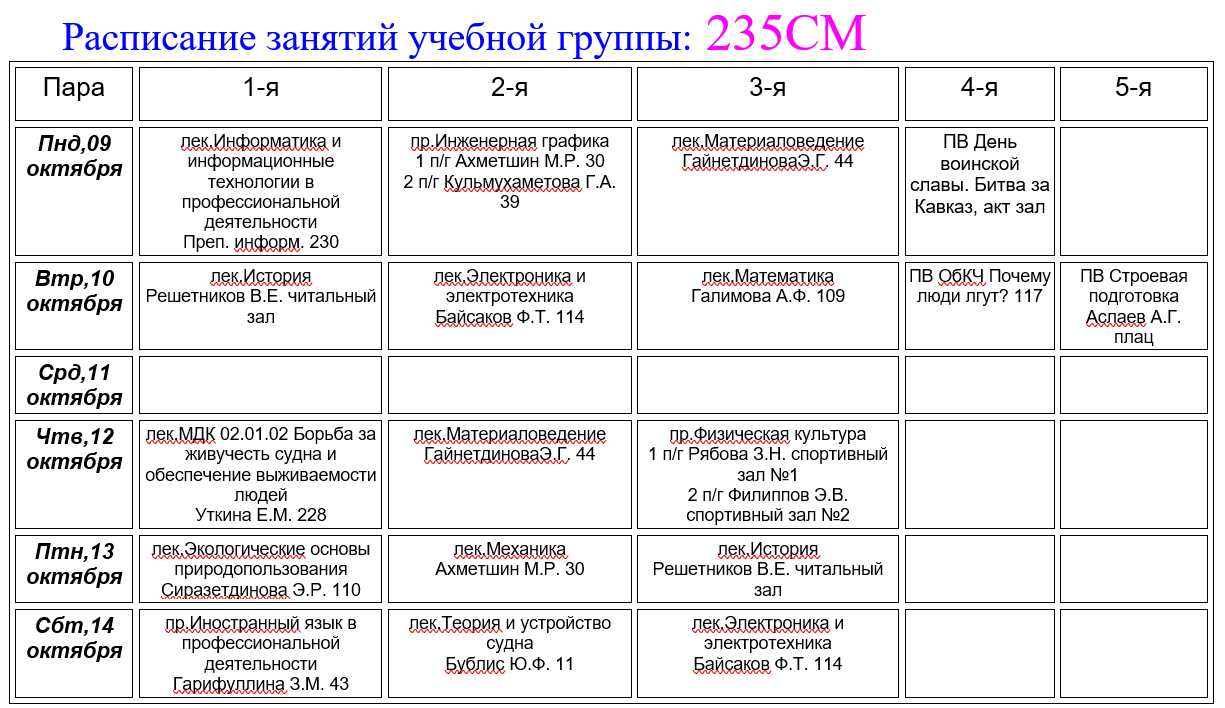 Расписание занятий учебной группы: 235СМ
Пара
1-я
2-я
3-я
4-я
5-я
Пнд,09
октября
лек.Информатика и
информационные
технологии в
профессиональной
деятельности
Преп. информ. 230
пр.Инженерная графика
1 п/г Ахметшин М.Р. 30
2 п/г Кульмухаметова Г.А.
39
лек.Материаловедение
ГайнетдиноваЭ.Г. 44
ПВ День
воинской
славы. Битва за
Кавказ, акт зал
Втр,10
октября
лек.История
Решетников В.Е. читальный
зал
лек.Электроника и
электротехника
Байсаков Ф.Т. 114
лек.Математика
Галимова А.Ф. 109
ПВ ОбКЧ Почему
люди лгут? 117
ПВ Строевая
подготовка
Аслаев А.Г.
плац
Срд,11
октября
Чтв,12
октября
лек.МДК 02.01.02 Борьба за
живучесть судна и
обеспечение выживаемости
людей
Уткина Е.М. 228
лек.Материаловедение
ГайнетдиноваЭ.Г. 44
пр.Физическая культура
1 п/г Рябова З.Н. спортивный
зал №1
2 п/г Филиппов Э.В.
спортивный зал №2
Птн,13
октября
лек.Экологические основы
природопользования
Сиразетдинова Э.Р. 110
лек.Механика
Ахметшин М.Р. 30
лек.История
Решетников В.Е. читальный
зал
Сбт,14
октября
пр.Иностранный язык в
профессиональной
деятельности
Гарифуллина З.М. 43
лек.Теория и устройство
судна
Бублис Ю.Ф. 11
лек.Электроника и
электротехника
Байсаков Ф.Т. 114